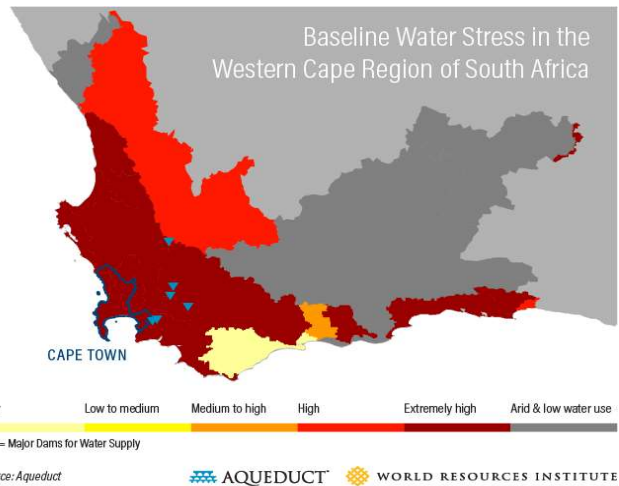 Baseline Water Stress in the
Western Cape Region of South Africa
CAPE TOWN
Low to medium Medium to high High Extremely high Arid & low water use
= Major Dams for Water Supply
Aqueduct
AQUEDUCT WORLD RESOURCES INSTITUTE